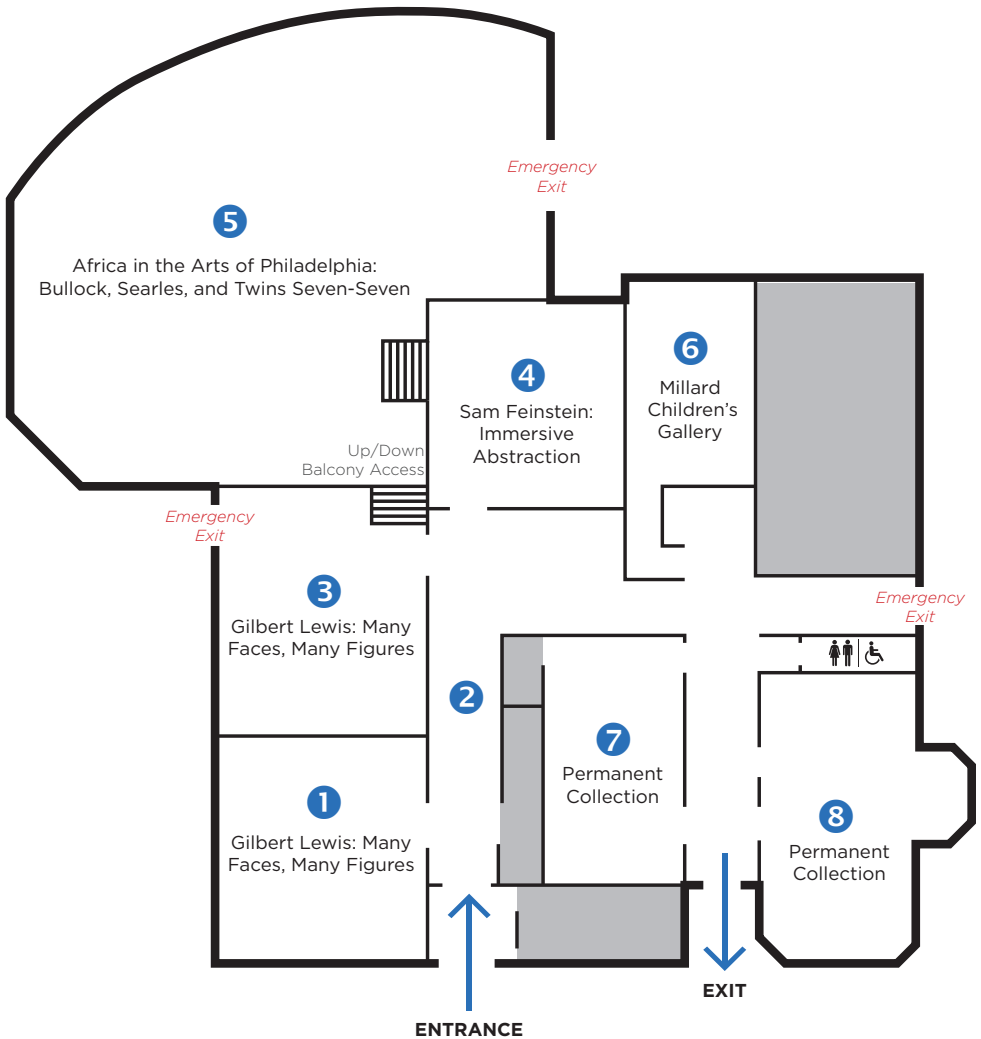 Emergency
Exit
5
Africa in the Arts of Philadelphia:
Bullock, Searles, and Twins Seven-Seven
6
Millard
Children’s
Gallery
4
Sam Feinstein:
Immersive
Abstraction
Up/Down
Balcony Access
Emergency
Exit
3
Gilbert Lewis: Many
Faces, Many Figures
Emergency
Exit
2
7
Permanent
Collection
1
Gilbert Lewis: Many
Faces, Many Figures
8
Permanent
Collection
EXIT
ENTRANCE